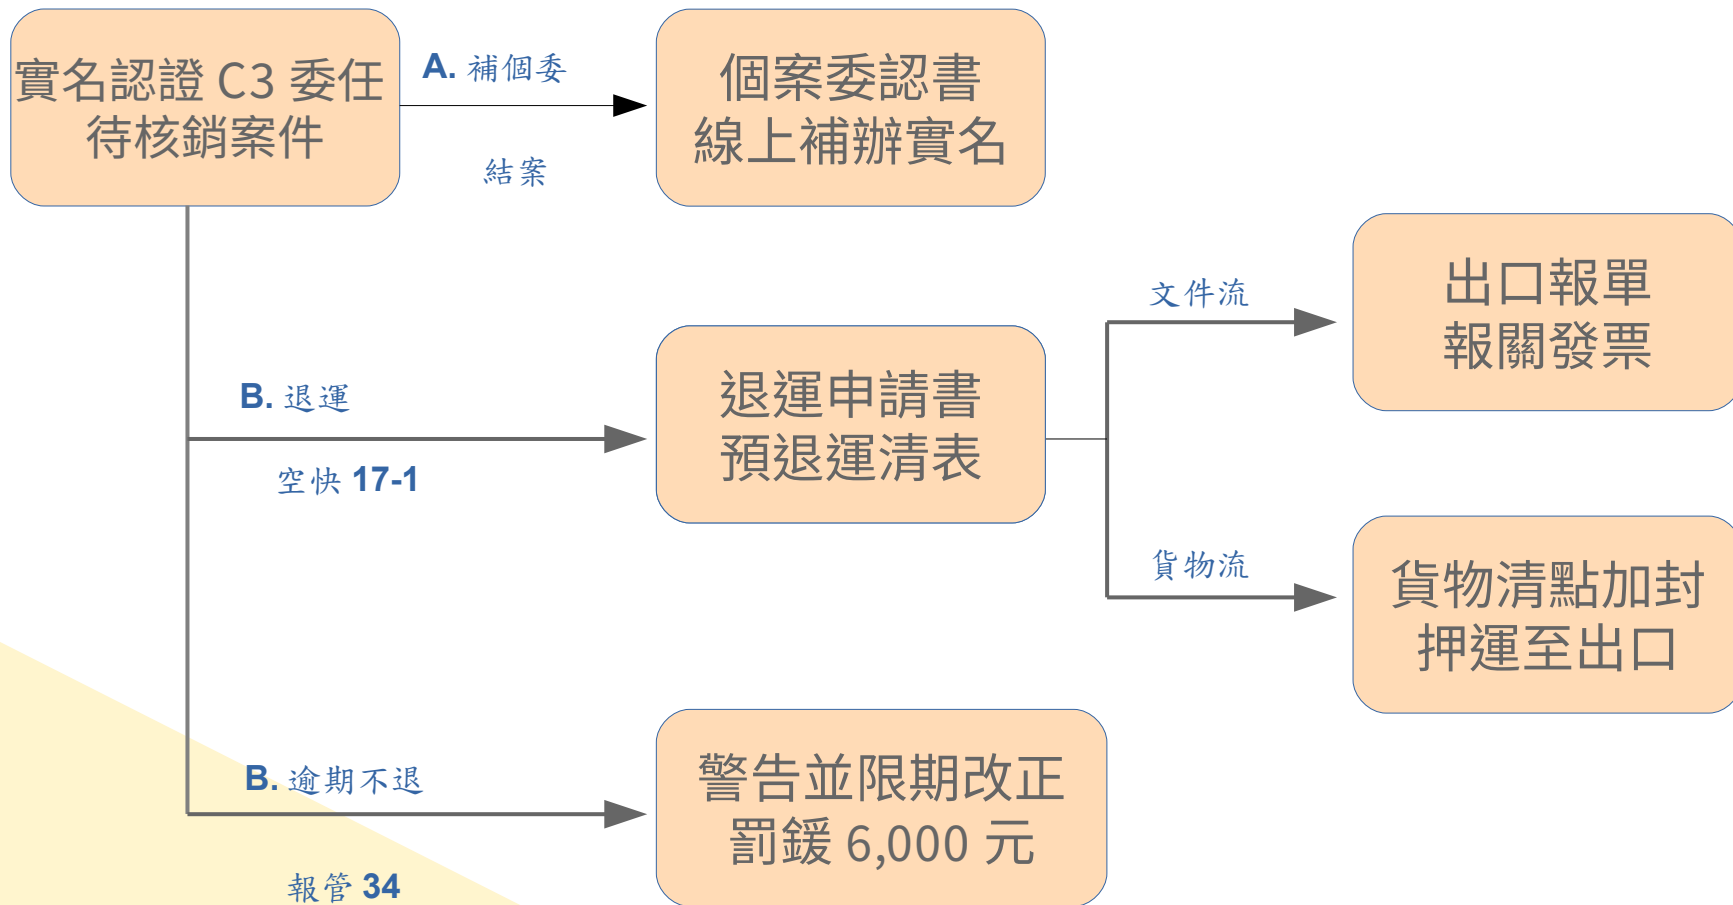 實名認證 C3 委任
待核銷案件
A. 補個委
結案
個案委認書
線上補辦實名
B. 退運
空快 17-1
退運申請書
預退運清表
文件流
出口報單
報關發票
貨物流
貨物清點加封
押運至出口
B. 逾期不退
報管 34
警告並限期改正
罰鍰 6,000 元